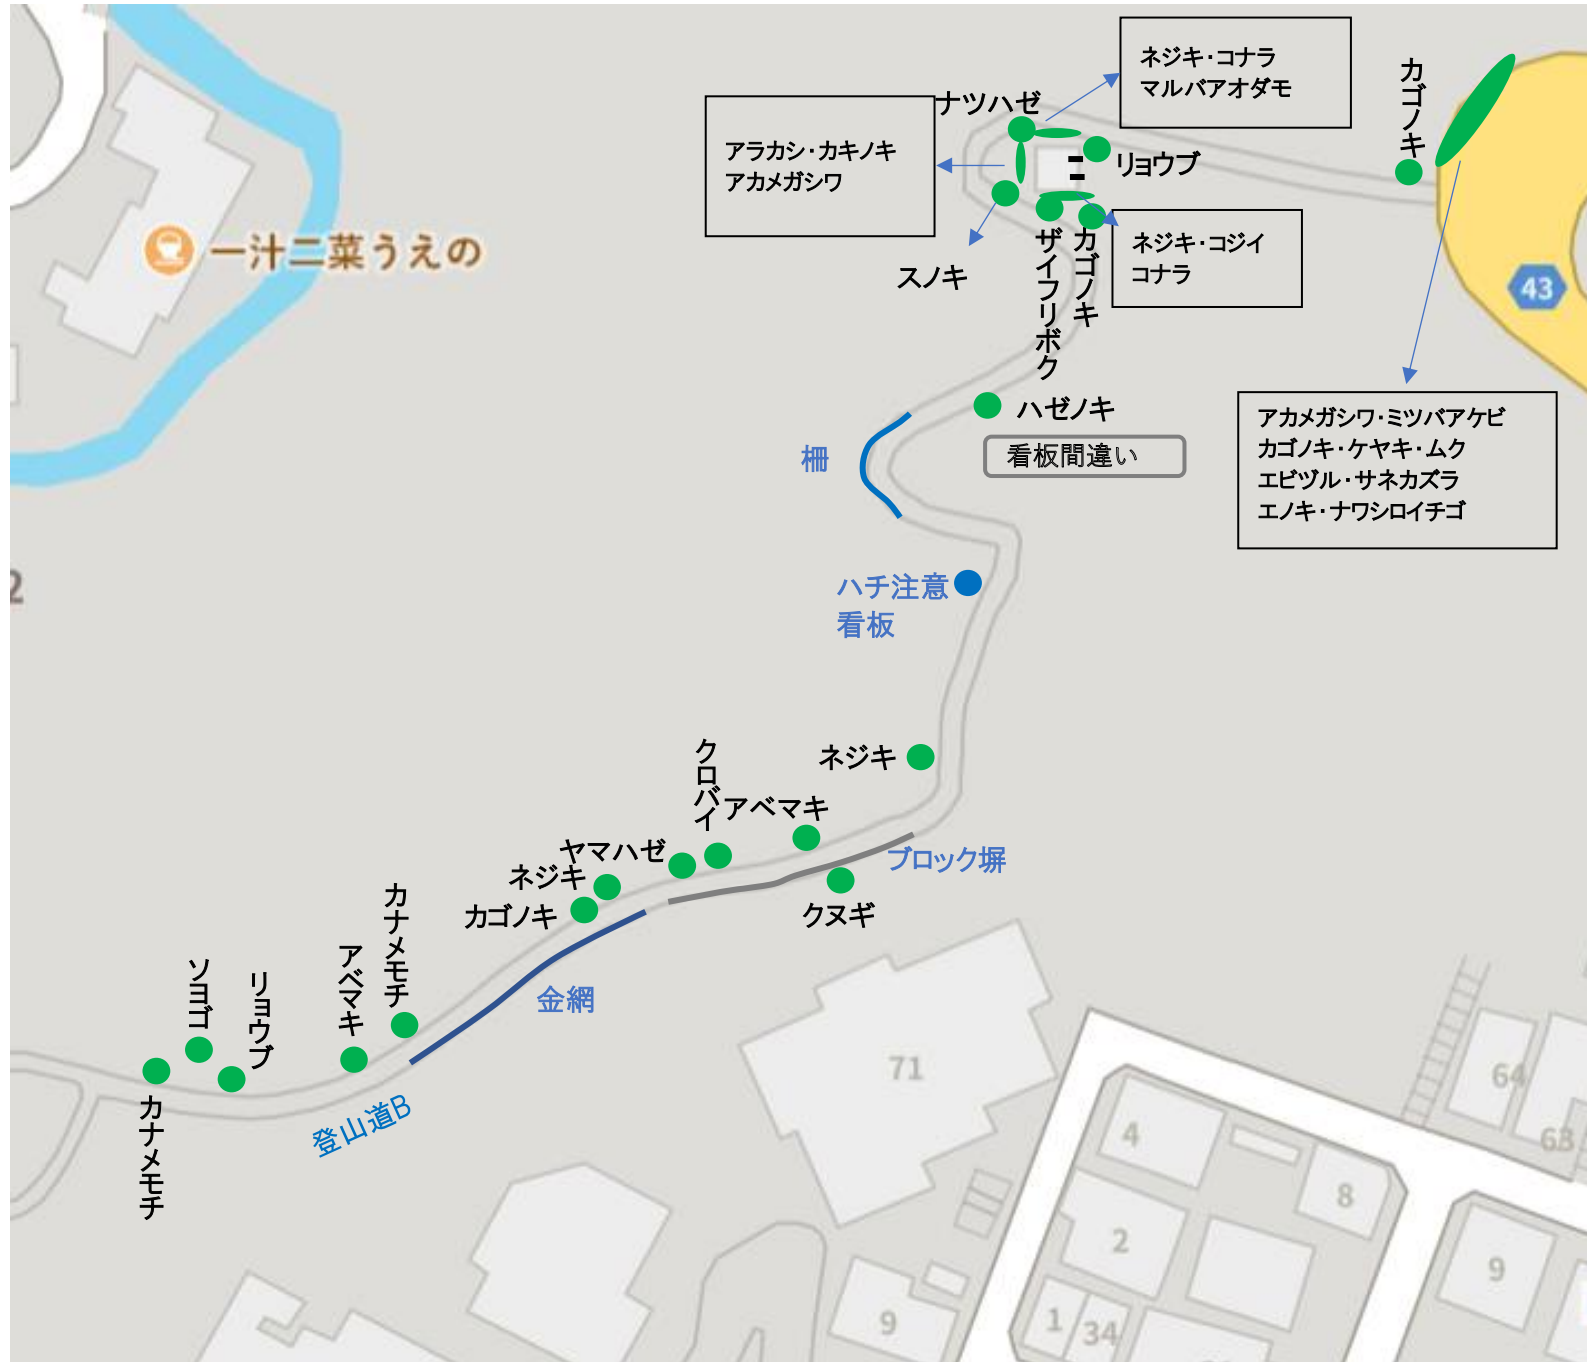 ネジキ・コナラ
マルバアオダモ
カゴノキ
ナツハゼ
アラカシ・カキノキ
アカメガシワ
リョウブ
ネジキ・コジイ
コナラ
スノキ
ザイフリボク
カゴノキ
一汁二菜うえの
43
ハゼノキ
看板間違い
柵
アカメガシワ・ミツバアケビ
カゴノキ・ケヤキ・ムク
エビヅル・サネカズラ
エノキ・ナワシロイチゴ
2
ハチ注意
看板
ネジキ
クロバイ
アベマキ
ヤマハゼ
ネジキ
カゴノキ
ブロック塀
クヌギ
カナメモチ
アベマキ
ソヨゴ
リョウブ
金網
カナメモチ
登山道B
71
64
63
4
8
2
9
1
34
9